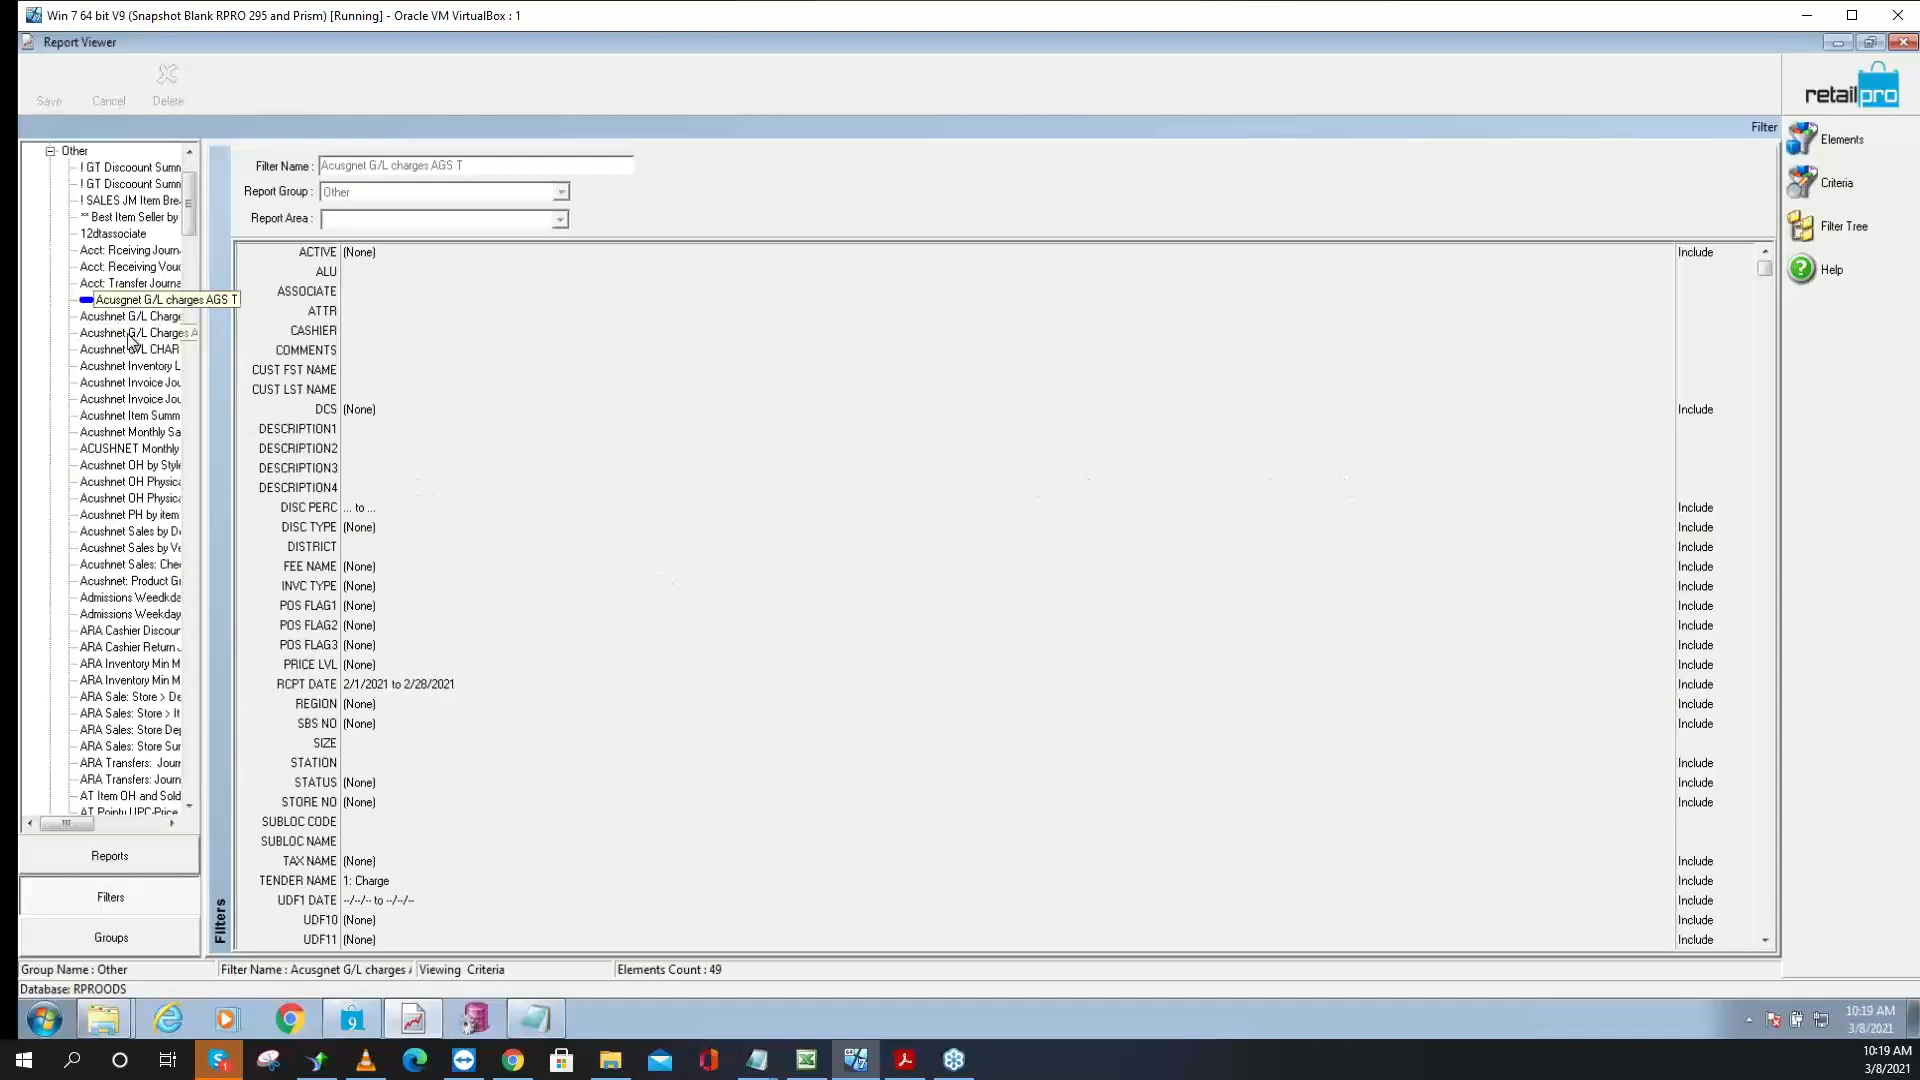 Win 7 64 bit V9 (Snapshot Blank RPRO 295 and Prism) [Running] - Oracle VM VirtualBox : 1
Report Viewer
Save Cancel Delete
retailpro
Filter
Other
! GT Discoount Summ
! GT Discoount Summ
! SALES JM Item Bre
** Best Item Seller by
12dtassociate
Acct: Rceiving Journ
Acct: Receiving Vou
Acct: Transfer Journa
Acusgnet G/L charges AGS T
Acushnet G/L Charge
Acushnet G/L Charges A
Acushnet G/L CHAR
Acushnet Inventory L
Acushnet Invoice Jou
Acushnet Invoice Jou
Acushnet Item Summ
Acushnet Monthly Sa
ACUSHNET Monthly
Acushnet OH by Style
Acushnet OH Physica
Acushnet OH Physica
Acushnet PH by item
Acushnet Sales by D
Acushnet Sales by Ve
Acushnet Sales: Che
Acushnet: Product G
Admissions Weedkda
Admissions Weekday
ARA Cashier Discour
ARA Cashier Return
ARA Inventory Min M
ARA Inventory Min M
ARA Sale: Store > De
ARA Sales: Store > It
ARA Sales: Store Dep
ARA Sales: Store Sur
ARA Transfers: Journ
ARA Transfers: Journ
AT Item OH and Sold
AT Pointu UPC-Price
Reports
Filters
Groups
Filter Name : Acusgnet G/L charges AGS T
Report Group : Other
Report Area :
Filters
ACTIVE (None) Include
ALU
ASSOCIATE
ATTR
CASHIER
COMMENTS
CUST FST NAME
CUST LST NAME
DCS (None) Include
DESCRIPTION1
DESCRIPTION2
DESCRIPTION3
DESCRIPTION4
DISC PERC ... to ... Include
DISC TYPE (None) Include
DISTRICT Include
FEE NAME (None) Include
INVC TYPE (None) Include
POS FLAG1 (None) Include
POS FLAG2 (None) Include
POS FLAG3 (None) Include
PRICE LVL (None) Include
RCPT DATE 2/1/2021 to 2/28/2021 Include
REGION (None) Include
SBS NO (None) Include
SIZE
STATION Include
STATUS (None) Include
STORE NO (None) Include
SUBLOC CODE
SUBLOC NAME
TAX NAME (None) Include
TENDER NAME 1: Charge Include
UDF1 DATE --/--/-- to --/--/-- Include
UDF10 (None) Include
UDF11 (None) Include
Elements
Criteria
Filter Tree
Help
Group Name : Other Filter Name : Acusgnet G/L charges A Viewing Criteria Elements Count : 49
Database: RPROODS
10:19 AM
3/8/2021
10:19 AM
3/8/2021